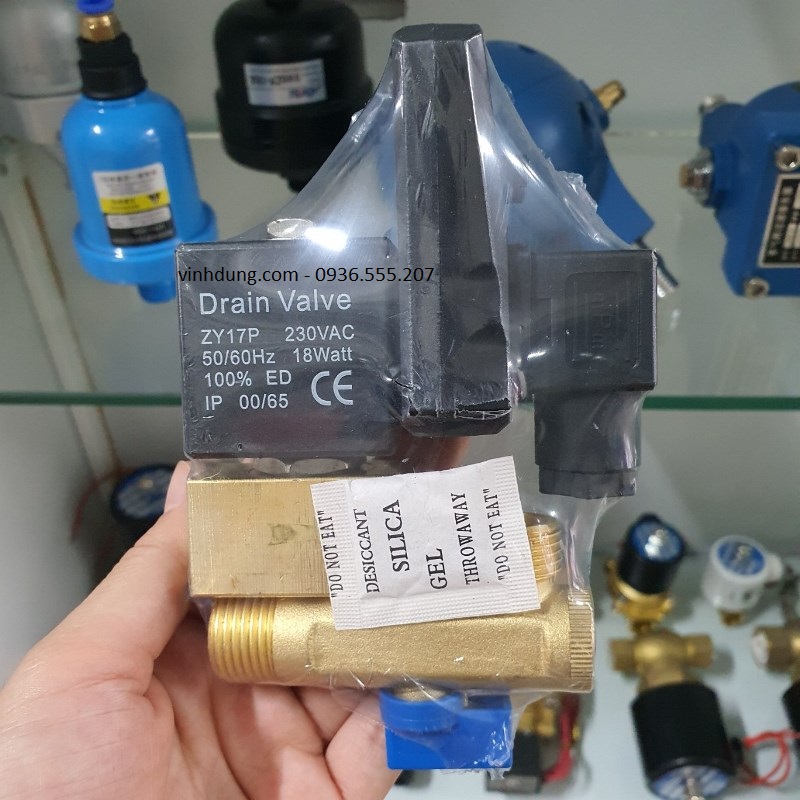 vinhdung.com - 0936.555.207
Drain Valve
ZY17P 230VAC
50/60Hz 18Watt
100% ED
IP 00/65 CE
"DO NOT EAT"
DESICCANT
SILICA
GEL
THROWAWAY
"DO NOT EAT"